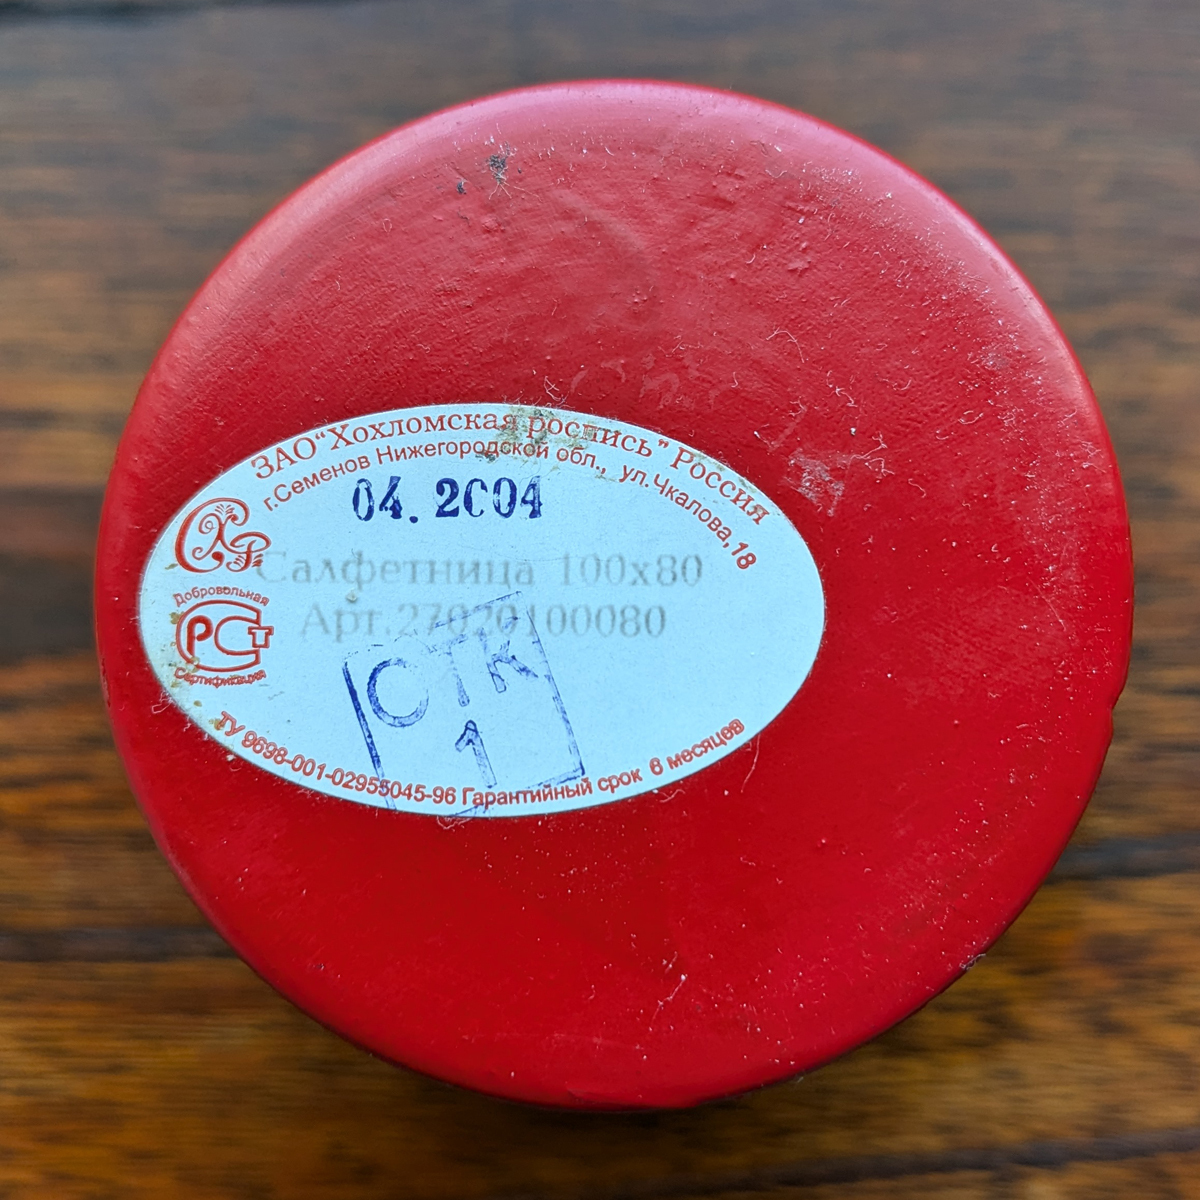 ЗАО "Хохломская роспись" Россия
г.Семенов Нижегородской обл., ул.Чкалова,18
04. 2004
Салфетница 100х80
Арт.27020100080
Добровольная
РСТ
Сертификация
СТК
1
ТУ 9698-001-02955045-96 Гарантийный срок 6 месяцев